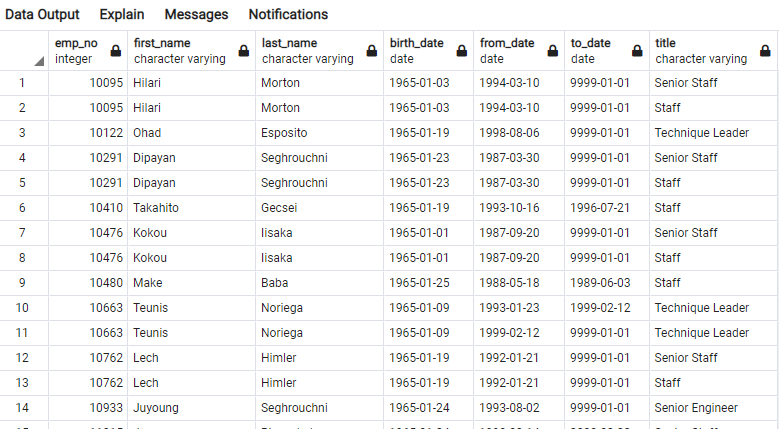 Data Output Explain Messages Notifications
emp_no first_name last_name birth_date from_date to_date title
integer character varying character varying date date date character varying
1 10095 Hilari Morton 1965-01-03 1994-03-10 9999-01-01 Senior Staff
2 10095 Hilari Morton 1965-01-03 1994-03-10 9999-01-01 Staff
3 10122 Ohad Esposito 1965-01-19 1998-08-06 9999-01-01 Technique Leader
4 10291 Dipayan Seghrouchni 1965-01-23 1987-03-30 9999-01-01 Senior Staff
5 10291 Dipayan Seghrouchni 1965-01-23 1987-03-30 9999-01-01 Staff
6 10410 Takahito Gecsei 1965-01-19 1993-10-16 1996-07-21 Staff
7 10476 Kokou Iisaka 1965-01-01 1987-09-20 9999-01-01 Senior Staff
8 10476 Kokou Iisaka 1965-01-01 1987-09-20 9999-01-01 Staff
9 10480 Make Baba 1965-01-25 1988-05-18 1989-06-03 Staff
10 10663 Teunis Noriega 1965-01-09 1993-01-23 1999-02-12 Technique Leader
11 10663 Teunis Noriega 1965-01-09 1999-02-12 9999-01-01 Technique Leader
12 10762 Lech Himler 1965-01-19 1992-01-21 9999-01-01 Senior Staff
13 10762 Lech Himler 1965-01-19 1992-01-21 9999-01-01 Staff
14 10933 Juyoung Seghrouchni 1965-01-24 1993-08-02 9999-01-01 Senior Engineer